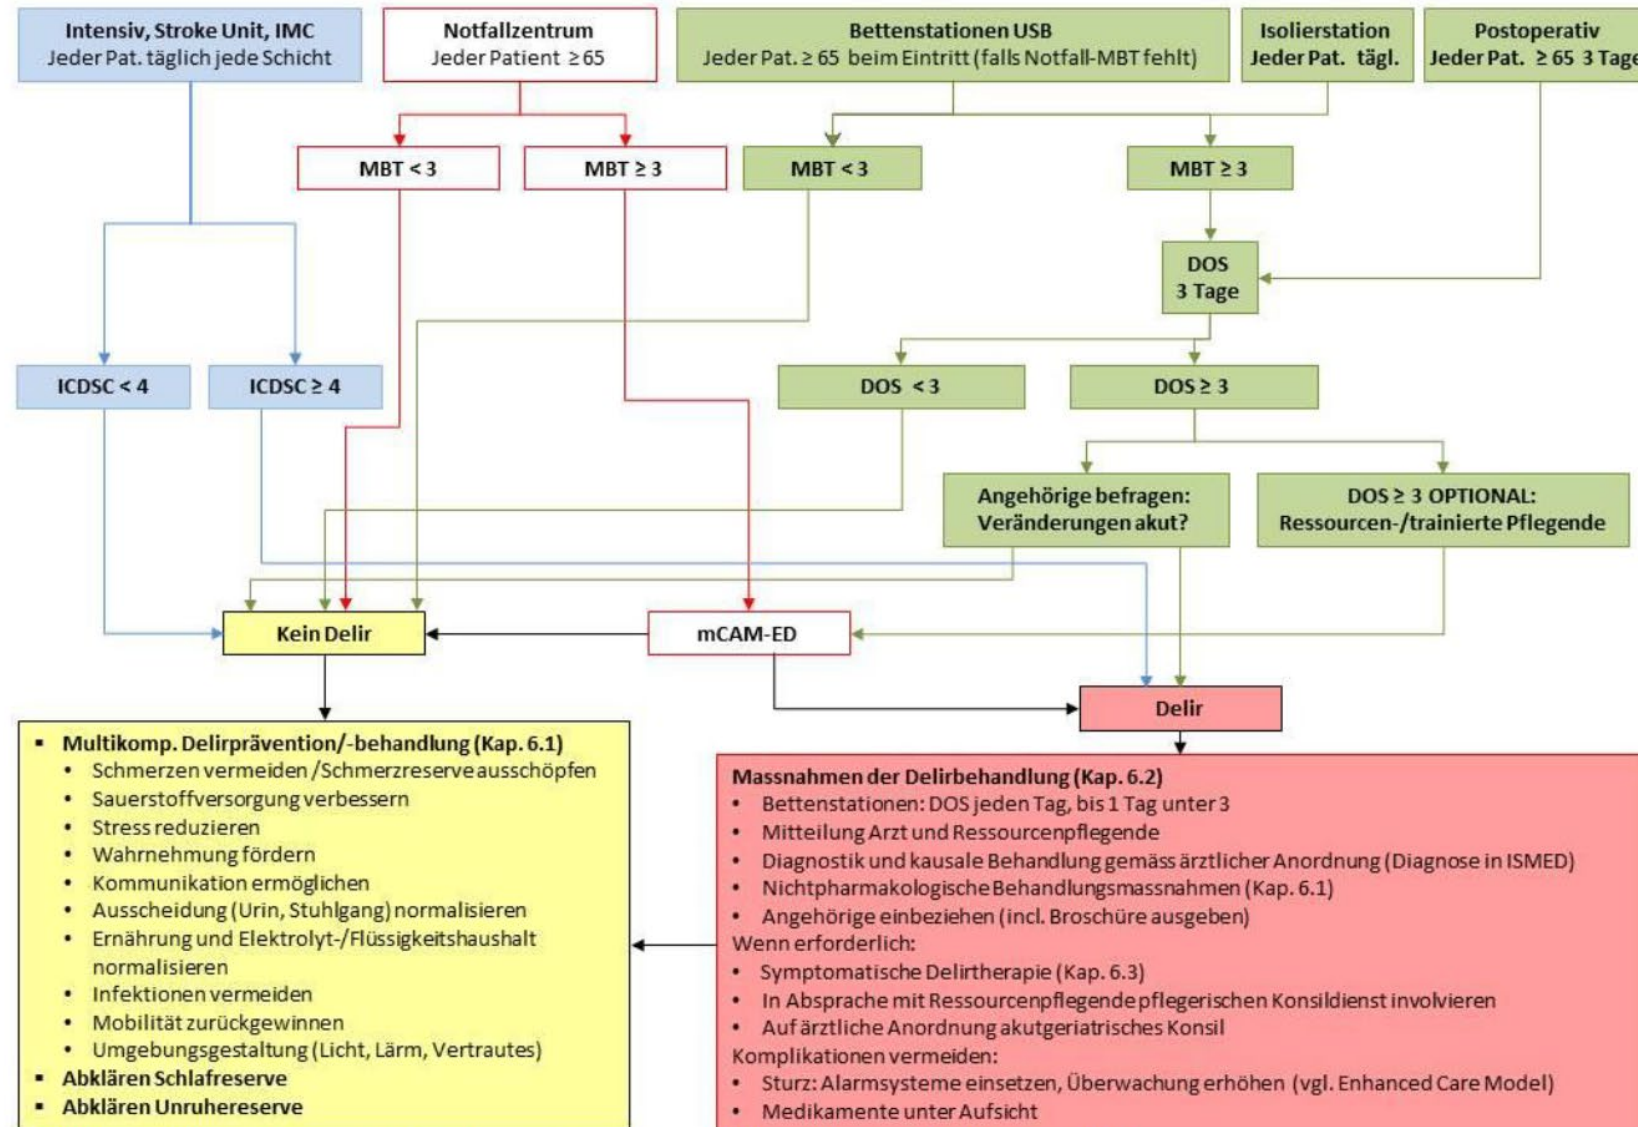 Intensiv, Stroke Unit, IMC
Jeder Pat. täglich jede Schicht
Notfallzentrum
Jeder Patient ≥ 65
Bettenstationen USB
Jeder Pat. ≥ 65 beim Eintritt (falls Notfall-MBT fehlt)
Isolierstation
Jeder Pat. tägl.
Postoperativ
Jeder Pat. ≥ 65 3 Tage
MBT < 3
MBT ≥ 3
MBT < 3
MBT ≥ 3
DOS
3 Tage
ICDSC < 4
ICDSC ≥ 4
DOS < 3
DOS ≥ 3
Angehörige befragen:
Veränderungen akut?
DOS ≥ 3 OPTIONAL:
Ressourcen-/trainierte Pflegende
Kein Delir
mCAM-ED
Delir
▪ Multikomp. Delirprävention/-behandlung (Kap. 6.1)
• Schmerzen vermeiden /Schmerzreserve ausschöpfen
• Sauerstoffversorgung verbessern
• Stress reduzieren
• Wahrnehmung fördern
• Kommunikation ermöglichen
• Ausscheidung (Urin, Stuhlgang) normalisieren
• Ernährung und Elektrolyt-/Flüssigkeitshaushalt
normalisieren
• Infektionen vermeiden
• Mobilität zurückgewinnen
• Umgebungsgestaltung (Licht, Lärm, Vertrautes)
▪ Abklären Schlafreserve
▪ Abklären Unruhereserve
Massnahmen der Delirbehandlung (Kap. 6.2)
• Bettenstationen: DOS jeden Tag, bis 1 Tag unter 3
• Mitteilung Arzt und Ressourcenpflegende
• Diagnostik und kausale Behandlung gemäss ärztlicher Anordnung (Diagnose in ISMED)
• Nichtpharmakologische Behandlungsmassnahmen (Kap. 6.1)
• Angehörige einbeziehen (incl. Broschüre ausgeben)
Wenn erforderlich:
• Symptomatische Delirtherapie (Kap. 6.3)
• In Absprache mit Ressourcenpflegende pflegerischen Konsildienst involvieren
• Auf ärztliche Anordnung akutgeriatrisches Konsil
Komplikationen vermeiden:
• Sturz: Alarmsysteme einsetzen, Überwachung erhöhen (vgl. Enhanced Care Model)
• Medikamente unter Aufsicht